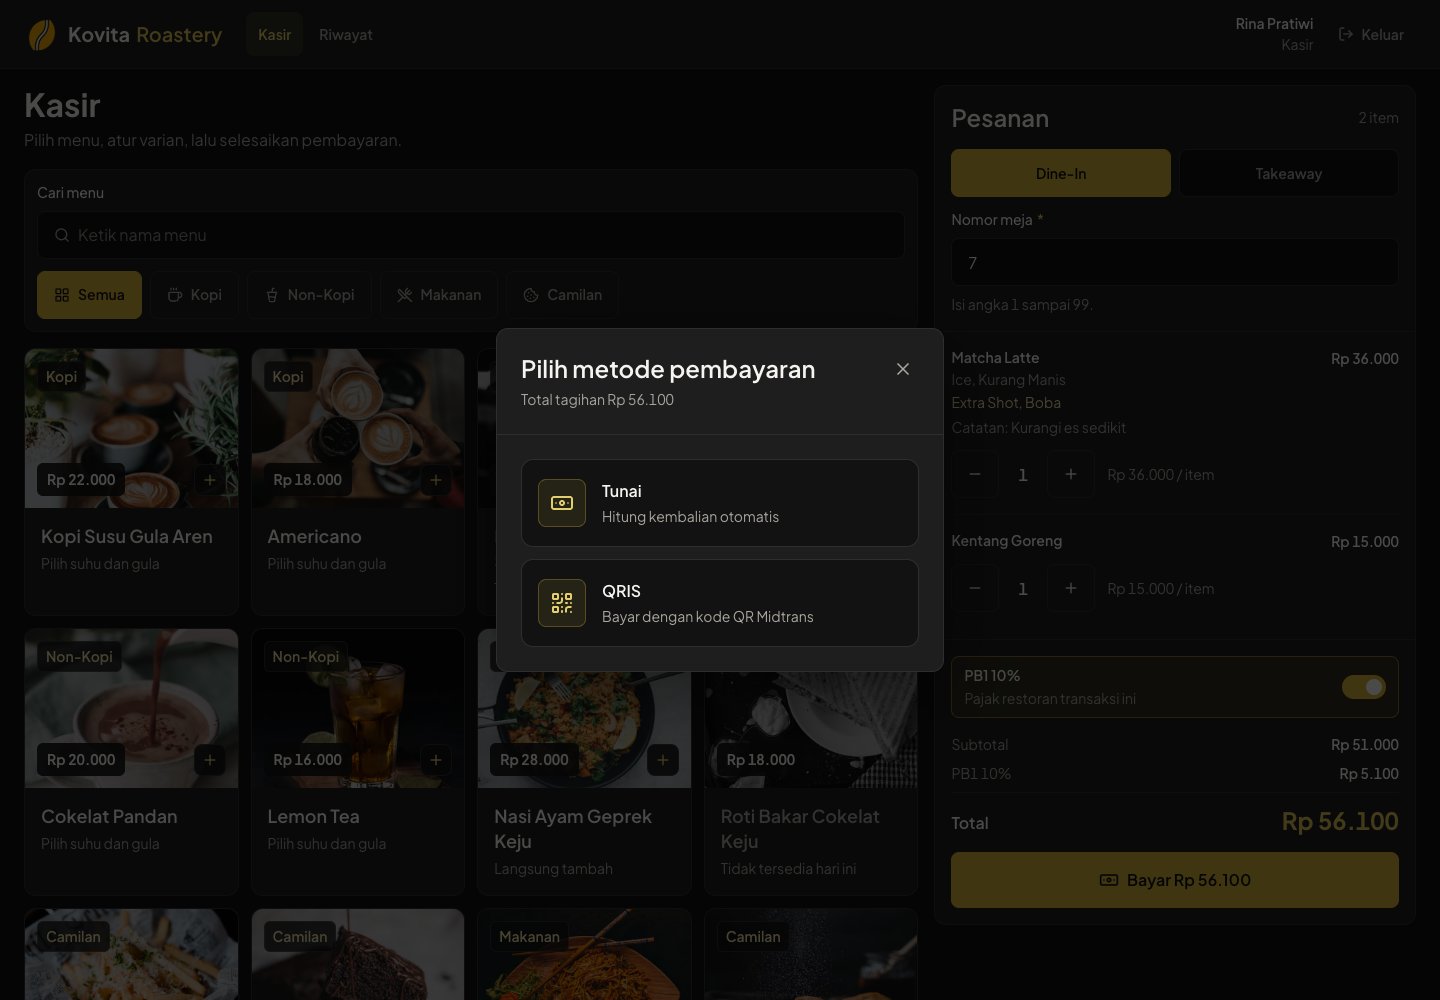 Kovita Roastery
Kasir
Riwayat
Rina Pratiwi
Kasir
Keluar
Kasir
Pilih menu, atur varian, lalu selesaikan pembayaran.
Cari menu
Ketik nama menu
Semua
Kopi
Non-Kopi
Makanan
Camilan
Kopi
Rp 22.000
Kopi Susu Gula Aren
Pilih suhu dan gula
Kopi
Rp 18.000
Americano
Pilih suhu dan gula
Non-Kopi
Rp 20.000
Cokelat Pandan
Pilih suhu dan gula
Non-Kopi
Rp 16.000
Lemon Tea
Pilih suhu dan gula
Rp 28.000
Nasi Ayam Geprek
Keju
Langsung tambah
Rp 18.000
Roti Bakar Cokelat
Keju
Tidak tersedia hari ini
Camilan
Camilan
Makanan
Camilan
Pilih metode pembayaran
Total tagihan Rp 56.100
Tunai
Hitung kembalian otomatis
QRIS
Bayar dengan kode QR Midtrans
Pesanan
2 item
Dine-In
Takeaway
Nomor meja *
7
Isi angka 1 sampai 99.
Matcha Latte
Rp 36.000
Ice, Kurang Manis
Extra Shot, Boba
Catatan: Kurangi es sedikit
1
Rp 36.000 / item
Kentang Goreng
Rp 15.000
1
Rp 15.000 / item
PB1 10%
Pajak restoran transaksi ini
Subtotal
Rp 51.000
PB1 10%
Rp 5.100
Total
Rp 56.100
Bayar Rp 56.100